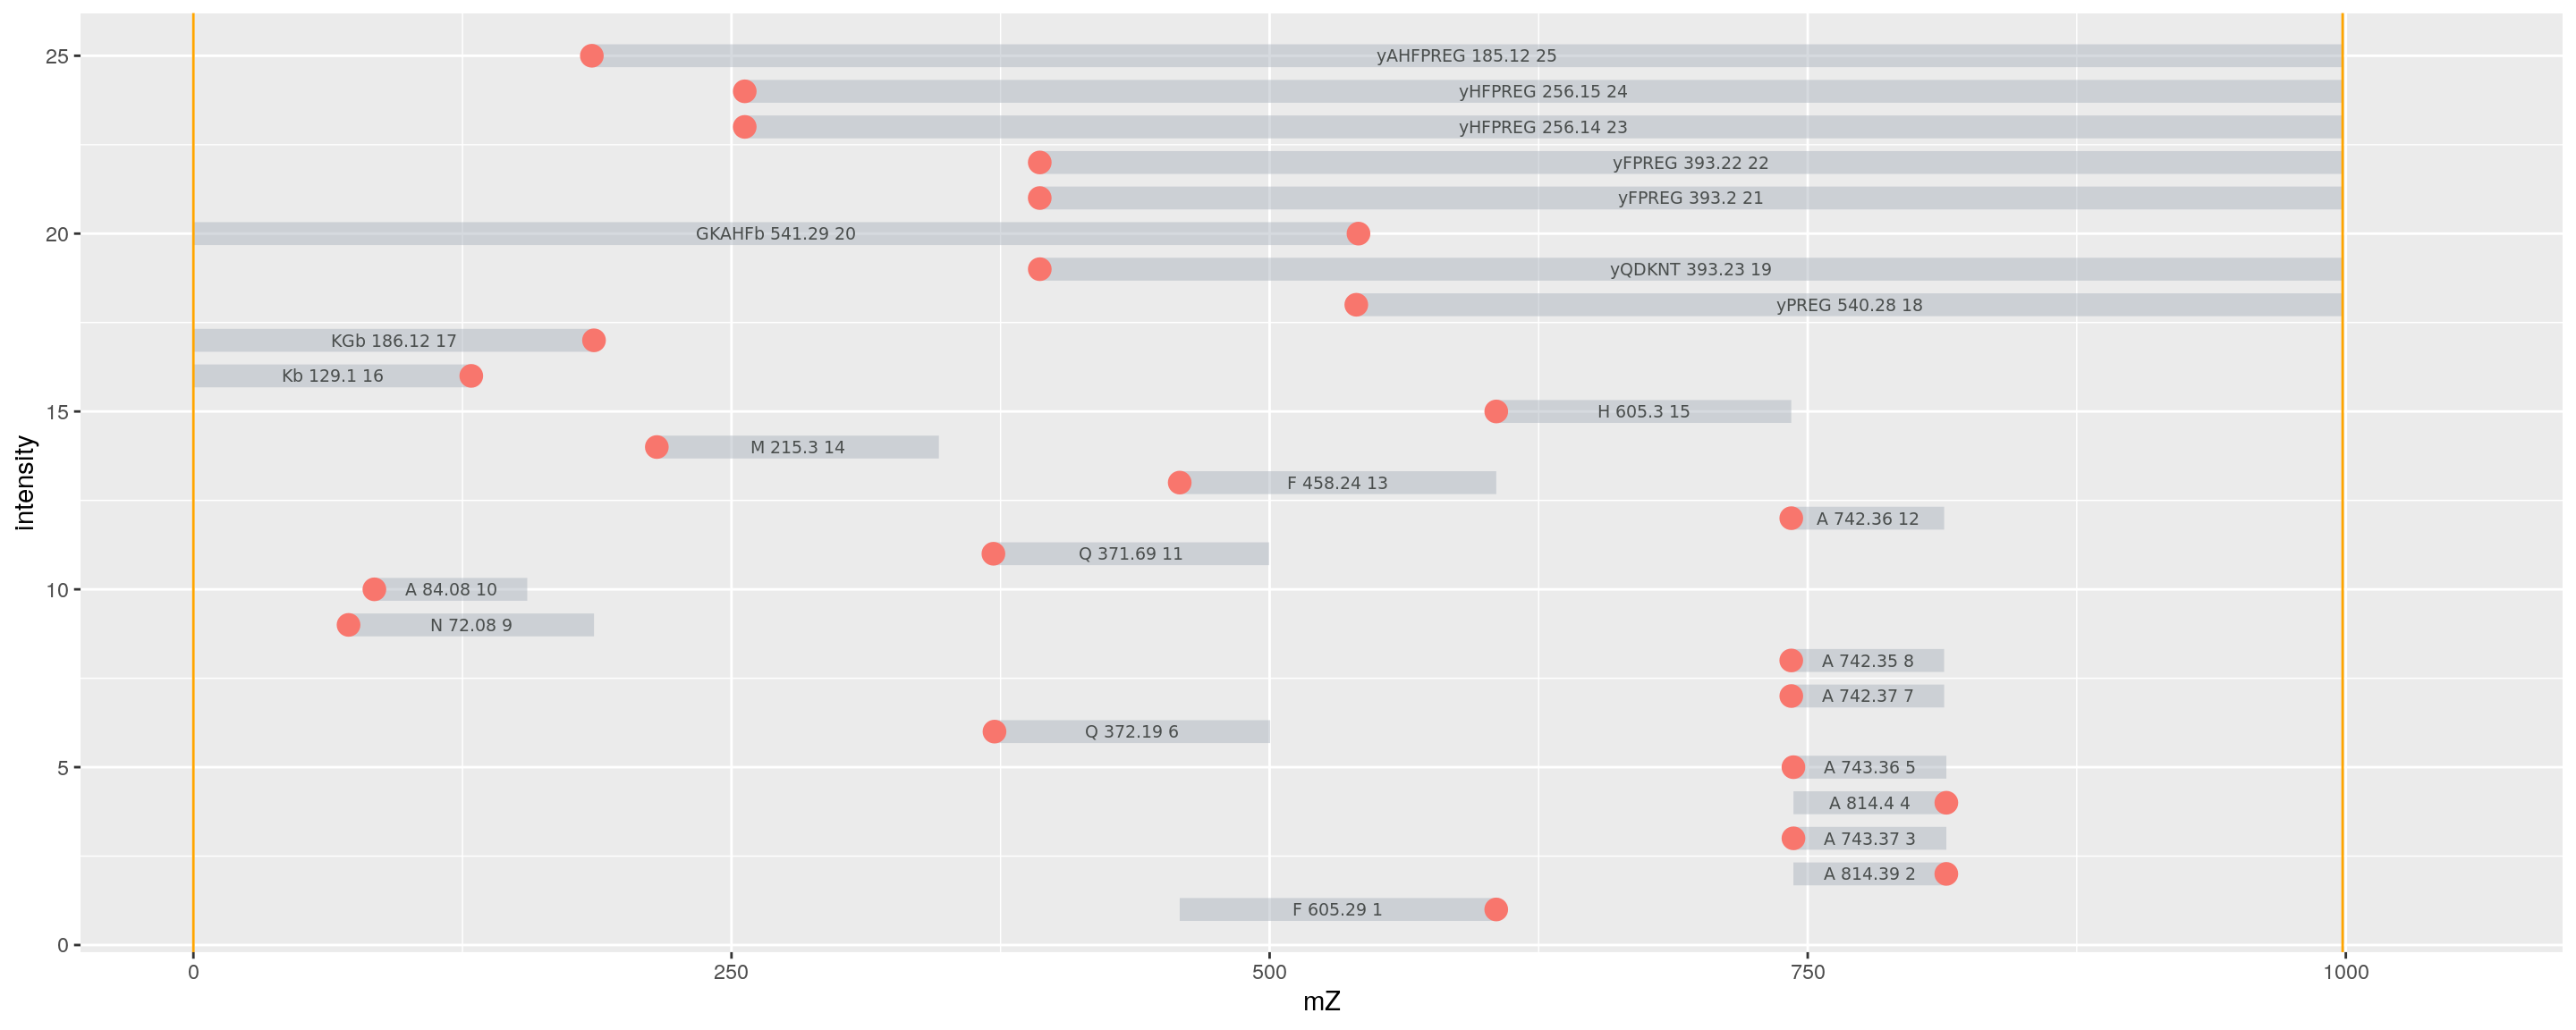 25
yAHFPREG 185.12 25
yHFPREG 256.15 24
yHFPREG 256.14 23
yFPREG 393.22 22
yFPREG 393.2 21
20
GKAHFb 541.29 20
yQDKNT 393.23 19
yPREG 540.28 18
KGb 186.12 17
Kb 129.1 16
15
H 605.3 15
M 215.3 14
F 458.24 13
A 742.36 12
Q 371.69 11
10
A 84.08 10
N 72.08 9
A 742.35 8
A 742.37 7
Q 372.19 6
5
A 743.36 5
A 814.4 4
A 743.37 3
A 814.39 2
F 605.29 1
0
intensity
0 250 500 750 1000
mZ